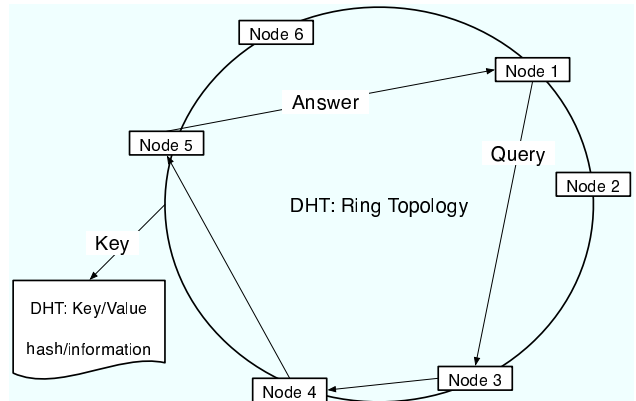 Node 6
Node 1
Answer
Node 5
Query
Node 2
DHT: Ring Topology
Key
DHT: Key/Value
hash/information
Node 3
Node 4